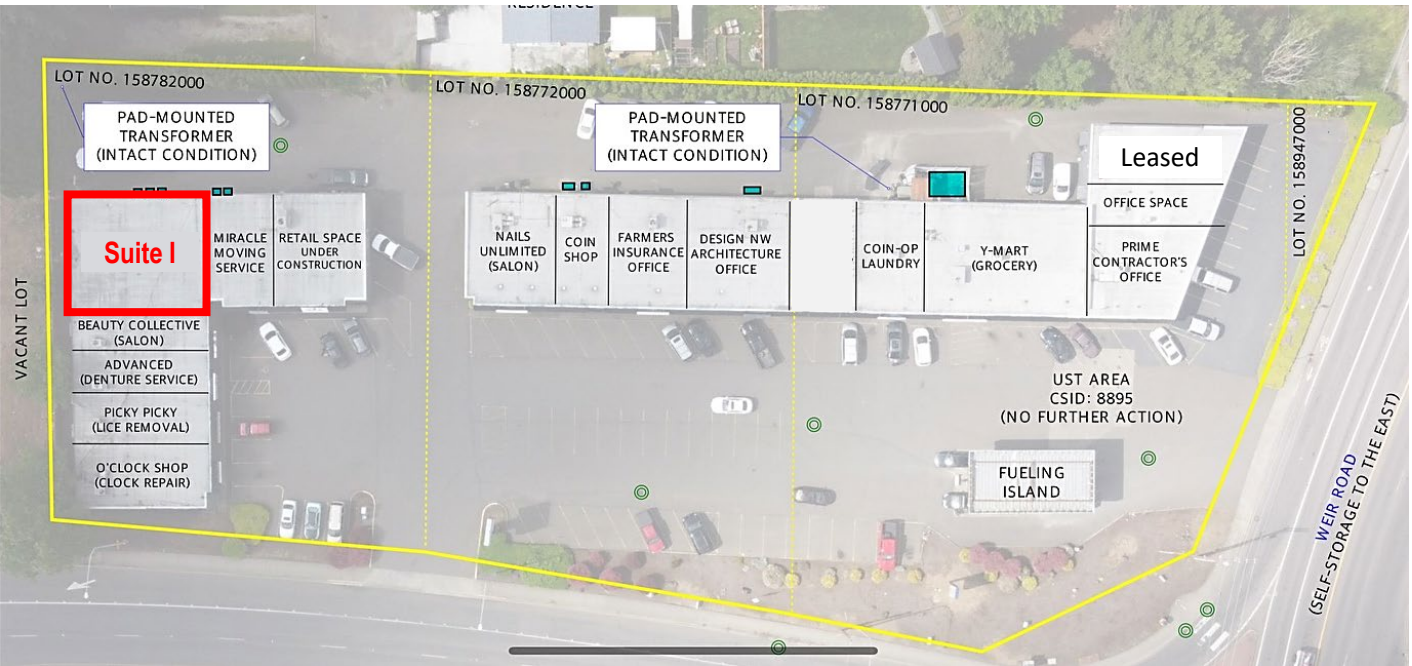 RESIDENCE
LOT NO. 158782000
LOT NO. 158772000
LOT NO. 158771000
LOT NO. 158947000
PAD-MOUNTED
TRANSFORMER
(INTACT CONDITION)
PAD-MOUNTED
TRANSFORMER
(INTACT CONDITION)
Leased
OFFICE SPACE
PRIME
CONTRACTOR'S
OFFICE
Suite I
MIRACLE
MOVING
SERVICE
RETAIL SPACE
UNDER
CONSTRUCTION
NAILS
UNLIMITED
(SALON)
COIN
SHOP
FARMERS
INSURANCE
OFFICE
DESIGN NW
ARCHITECTURE
OFFICE
COIN-OP
LAUNDRY
Y-MART
(GROCERY)
VACANT LOT
BEAUTY COLLECTIVE
(SALON)
ADVANCED
(DENTURE SERVICE)
PICKY PICKY
(LICE REMOVAL)
O'CLOCK SHOP
(CLOCK REPAIR)
UST AREA
CSID: 8895
(NO FURTHER ACTION)
FUELING
ISLAND
WEIR ROAD
(SELF-STORAGE TO THE EAST)